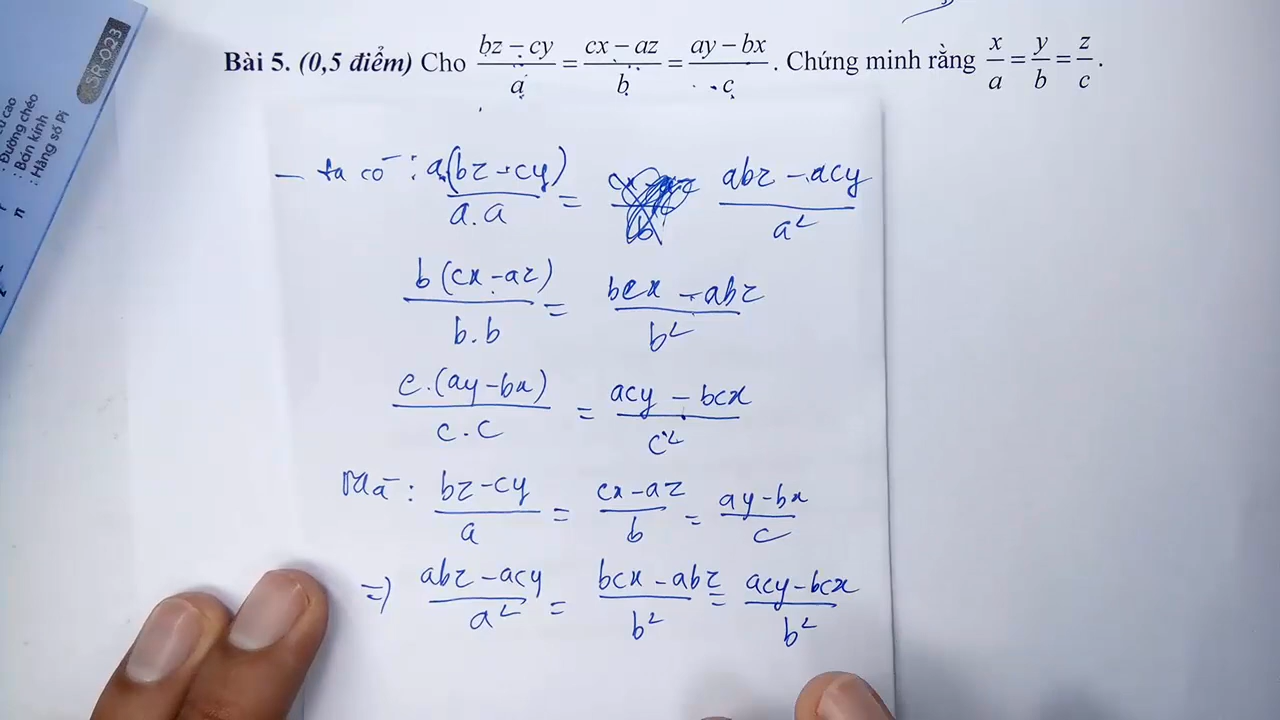 SR-023
: Đường chéo
: Bán kính
: Hằng số Pi
Bài 5. (0,5 điểm) Cho (bz − cy)/a = (cx − az)/b = (ay − bx)/c. Chứng minh rằng x/a = y/b = z/c.
− ta có: a(bz − cy)/a.a = (abz − acy)/a²
b(cx − az)/b.b = (bcx − abz)/b²
c.(ay − bx)/c.c = (acy − bcx)/c²
Mà: (bz − cy)/a = (cx − az)/b = (ay − bx)/c
=> (abz − acy)/a² = (bcx − abz)/b² = (acy − bcx)/b²